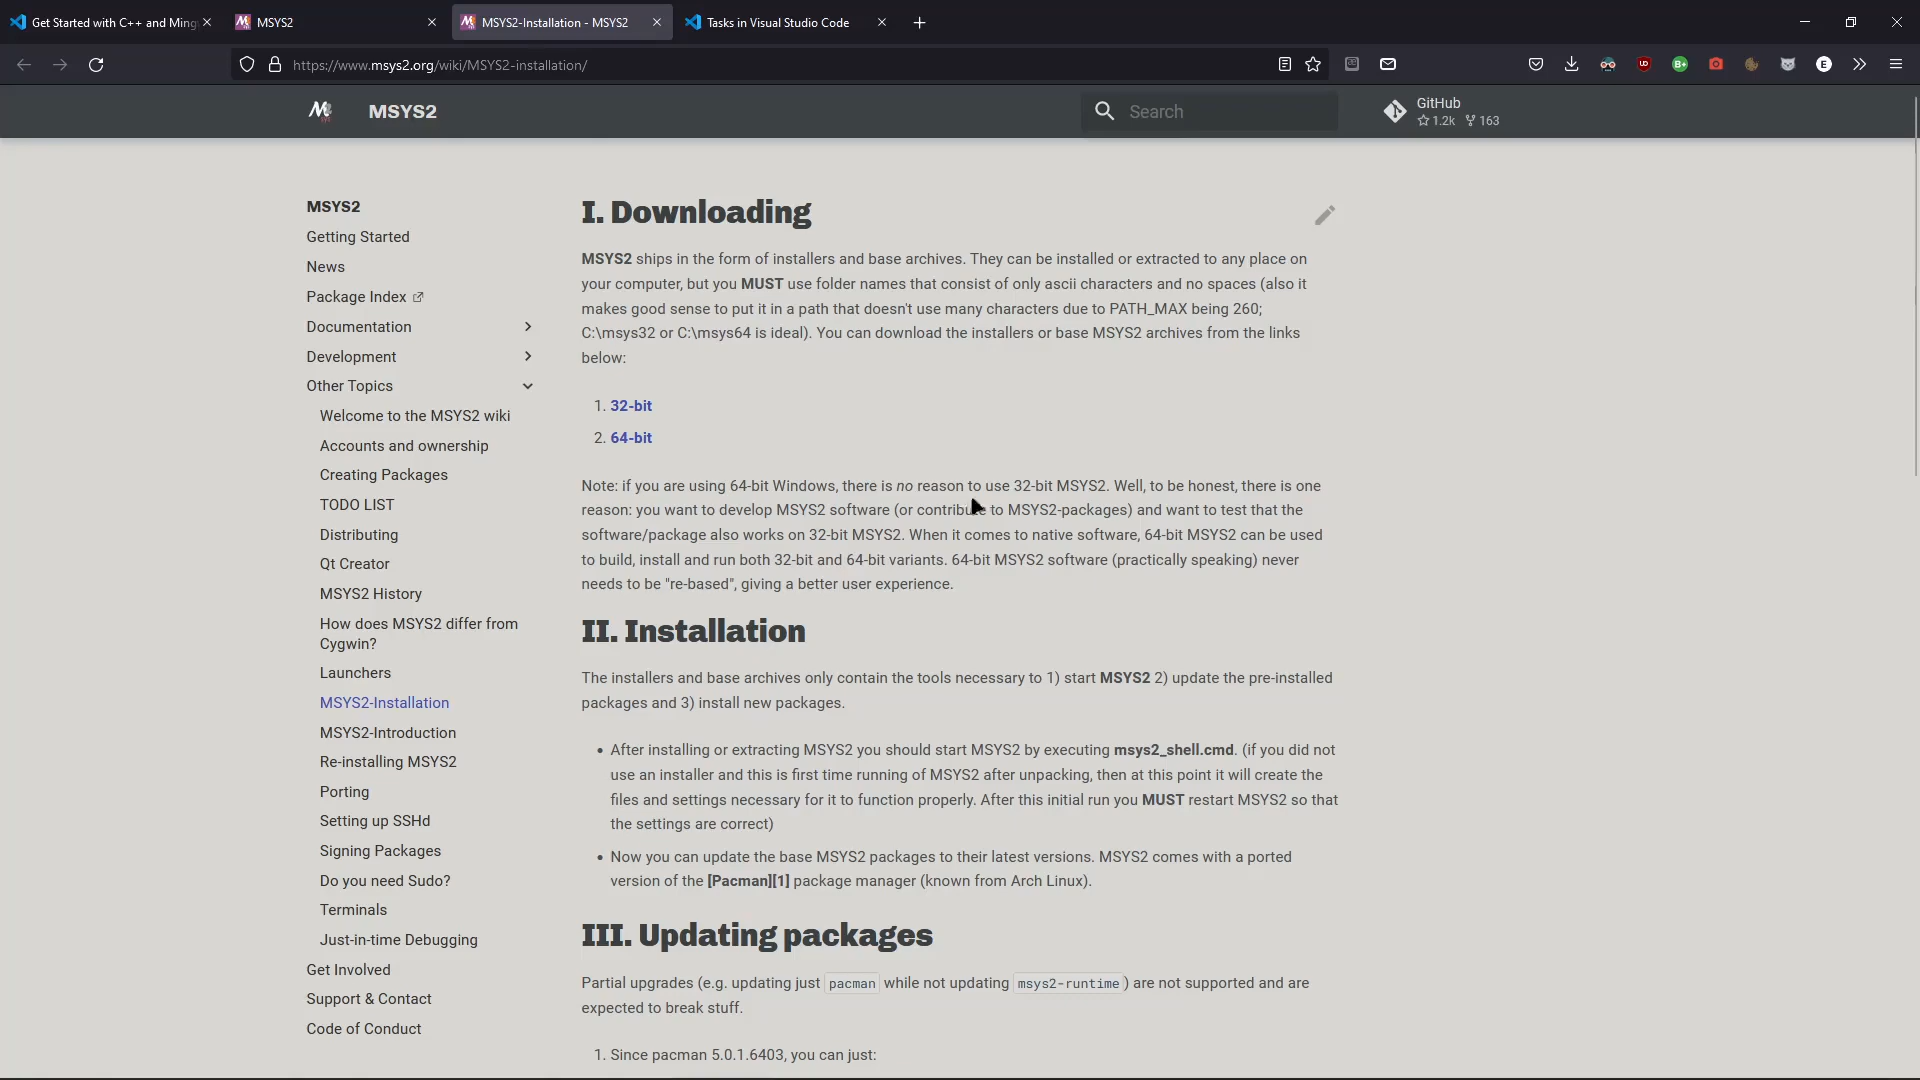 Get Started with C++ and Ming
MSYS2
MSYS2-Installation - MSYS2
Tasks in Visual Studio Code
https://www.msys2.org/wiki/MSYS2-installation/
MSYS2
Search
GitHub
1.2k 163
MSYS2
Getting Started
News
Package Index
Documentation
Development
Other Topics
Welcome to the MSYS2 wiki
Accounts and ownership
Creating Packages
TODO LIST
Distributing
Qt Creator
MSYS2 History
How does MSYS2 differ from
Cygwin?
Launchers
MSYS2-Installation
MSYS2-Introduction
Re-installing MSYS2
Porting
Setting up SSHd
Signing Packages
Do you need Sudo?
Terminals
Just-in-time Debugging
Get Involved
Support & Contact
Code of Conduct
I. Downloading
MSYS2 ships in the form of installers and base archives. They can be installed or extracted to any place on
your computer, but you MUST use folder names that consist of only ascii characters and no spaces (also it
makes good sense to put it in a path that doesn't use many characters due to PATH_MAX being 260;
C:\msys32 or C:\msys64 is ideal). You can download the installers or base MSYS2 archives from the links
below:
1. 32-bit
2. 64-bit
Note: if you are using 64-bit Windows, there is no reason to use 32-bit MSYS2. Well, to be honest, there is one
reason: you want to develop MSYS2 software (or contribute to MSYS2-packages) and want to test that the
software/package also works on 32-bit MSYS2. When it comes to native software, 64-bit MSYS2 can be used
to build, install and run both 32-bit and 64-bit variants. 64-bit MSYS2 software (practically speaking) never
needs to be "re-based", giving a better user experience.
II. Installation
The installers and base archives only contain the tools necessary to 1) start MSYS2 2) update the pre-installed
packages and 3) install new packages.
• After installing or extracting MSYS2 you should start MSYS2 by executing msys2_shell.cmd. (if you did not
use an installer and this is first time running of MSYS2 after unpacking, then at this point it will create the
files and settings necessary for it to function properly. After this initial run you MUST restart MSYS2 so that
the settings are correct)
• Now you can update the base MSYS2 packages to their latest versions. MSYS2 comes with a ported
version of the [Pacman][1] package manager (known from Arch Linux).
III. Updating packages
Partial upgrades (e.g. updating just pacman while not updating msys2-runtime) are not supported and are
expected to break stuff.
1. Since pacman 5.0.1.6403, you can just: